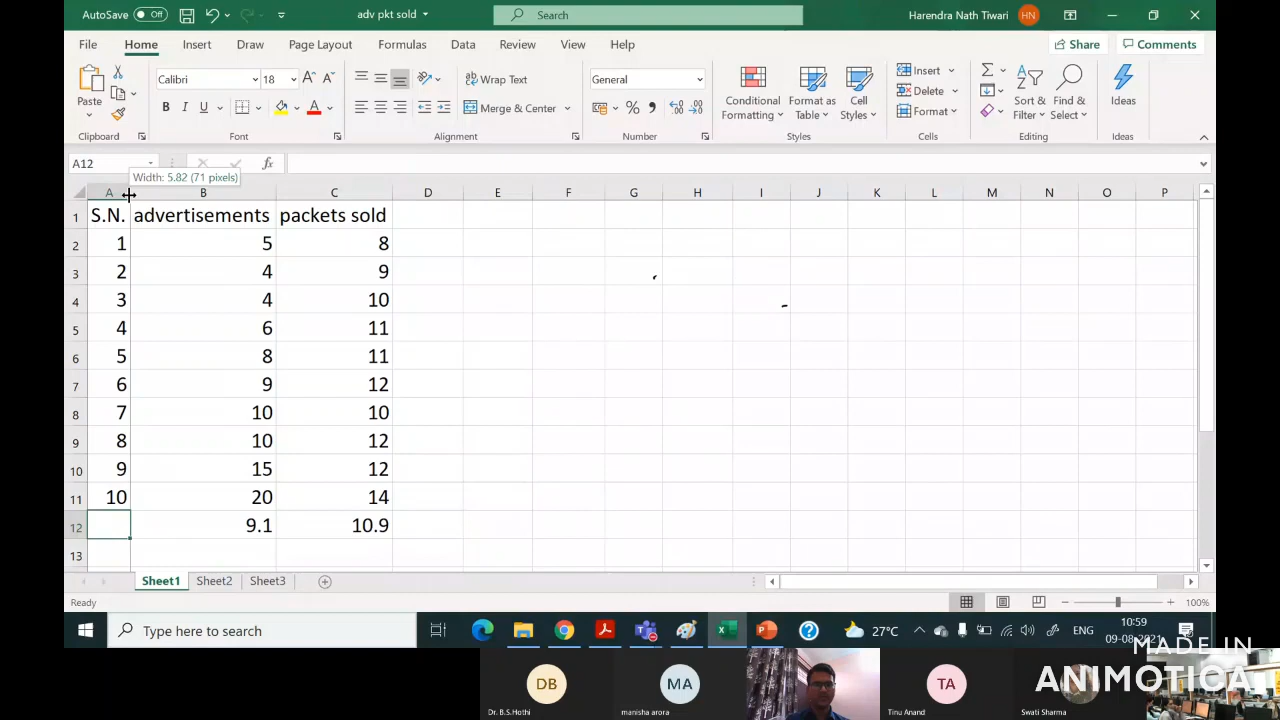 AutoSave Off adv pkt sold Search Harendra Nath Tiwari HN
File Home Insert Draw Page Layout Formulas Data Review View Help Share Comments
Paste Calibri 18 A A Wrap Text General Conditional Formatting Format as Table Cell Styles Insert Sort & Filter Find & Select Ideas
B I U A Merge & Center % Delete
Format
Clipboard Font Alignment Number Styles Cells Editing Ideas
A12 fx
Width: 5.82 (71 pixels)
A B C D E F G H I J K L M N O P
1 S.N. advertisements packets sold
2 1 5 8
3 2 4 9
4 3 4 10
5 4 6 11
6 5 8 11
7 6 9 12
8 7 10 10
9 8 10 12
10 9 15 12
11 10 20 14
12 9.1 10.9
13
Sheet1 Sheet2 Sheet3
Ready 100%
Type here to search 27°C ENG 10:59
09-08-2021
MADE IN
ANIMOTICA
DB MA TA
Dr. B.S.Hothi manisha arora Tinu Anand Swati Sharma